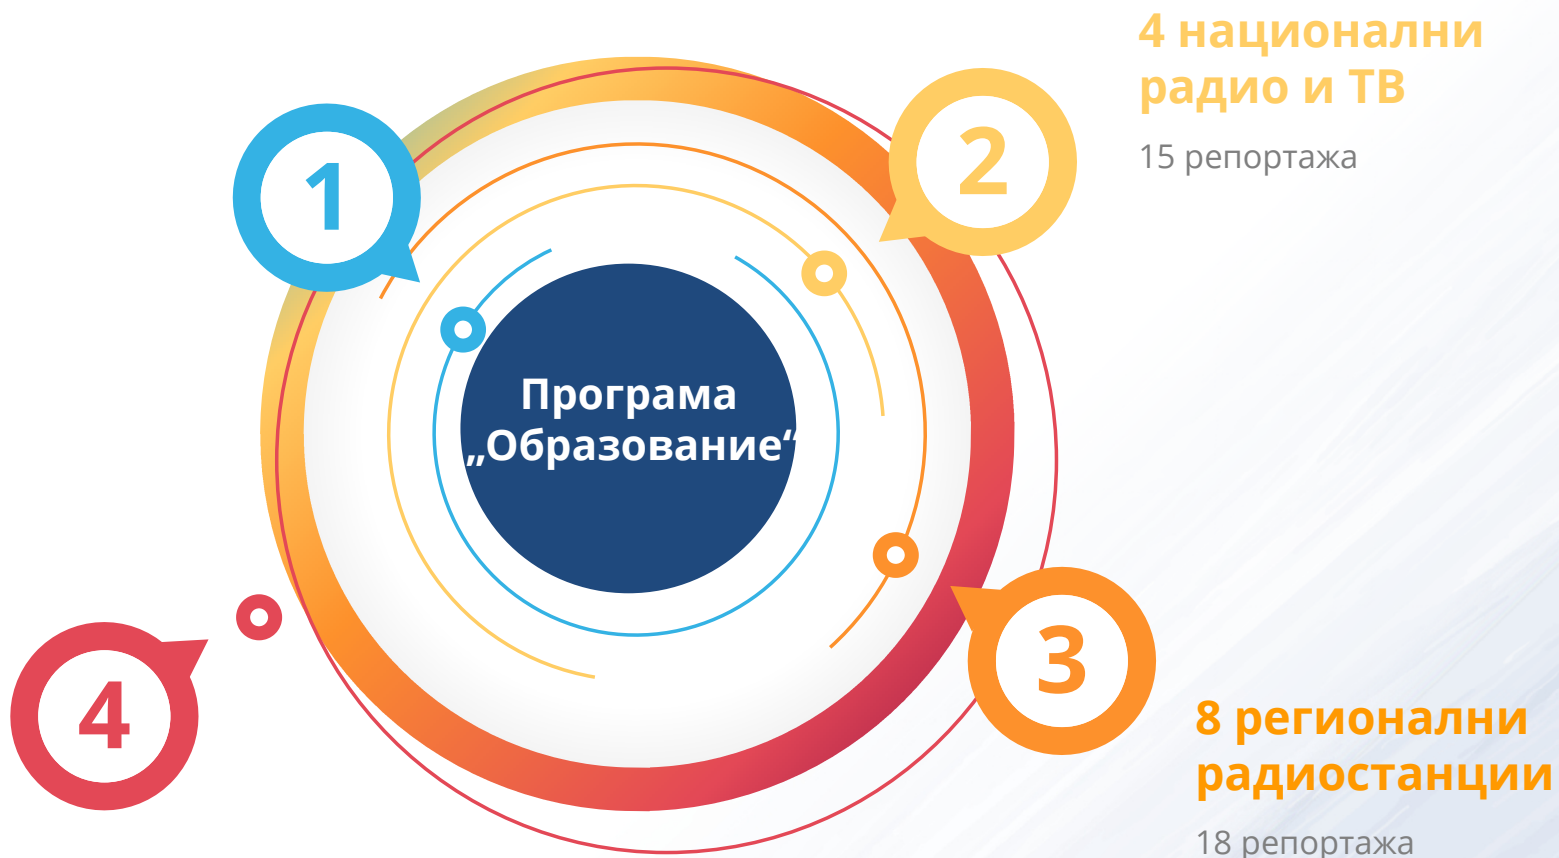 1
2
4 национални
радио и ТВ
15 репортажа
Програма
„Образование“
3
4
8 регионални
радиостанции
18 репортажа